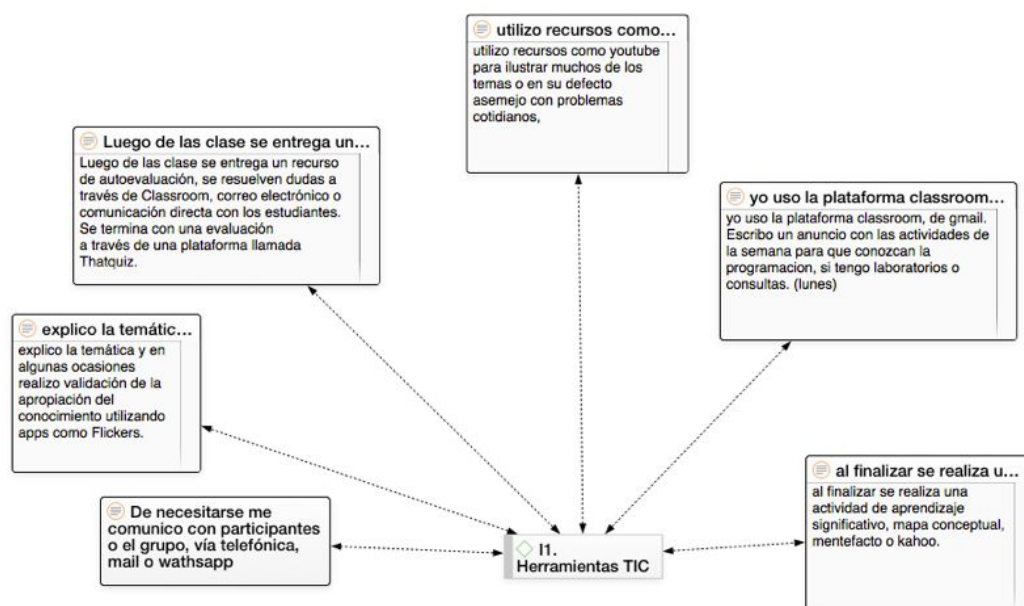 utilizo recursos como...
utilizo recursos como youtube
para ilustrar muchos de los
temas o en su defecto
asemejo con problemas
cotidianos,
Luego de las clase se entrega un...
Luego de las clase se entrega un recurso
de autoevaluación, se resuelven dudas a
través de Classroom, correo electrónico o
comunicación directa con los estudiantes.
Se termina con una evaluación
a través de una plataforma llamada
Thatquiz.
yo uso la plataforma classroom...
yo uso la plataforma classroom, de gmail.
Escribo un anuncio con las actividades de
la semana para que conozcan la
programacion, si tengo laboratorios o
consultas. (lunes)
explico la temátic...
explico la temática y en
algunas ocasiones
realizo validación de la
apropiación del
conocimiento utilizando
apps como Flickers.
al finalizar se realiza u...
al finalizar se realiza una
actividad de aprendizaje
significativo, mapa conceptual,
mentefacto o kahoo.
De necesitarse me
comunico con participantes
o el grupo, vía telefónica,
mail o wathsapp
I1.
Herramientas TIC